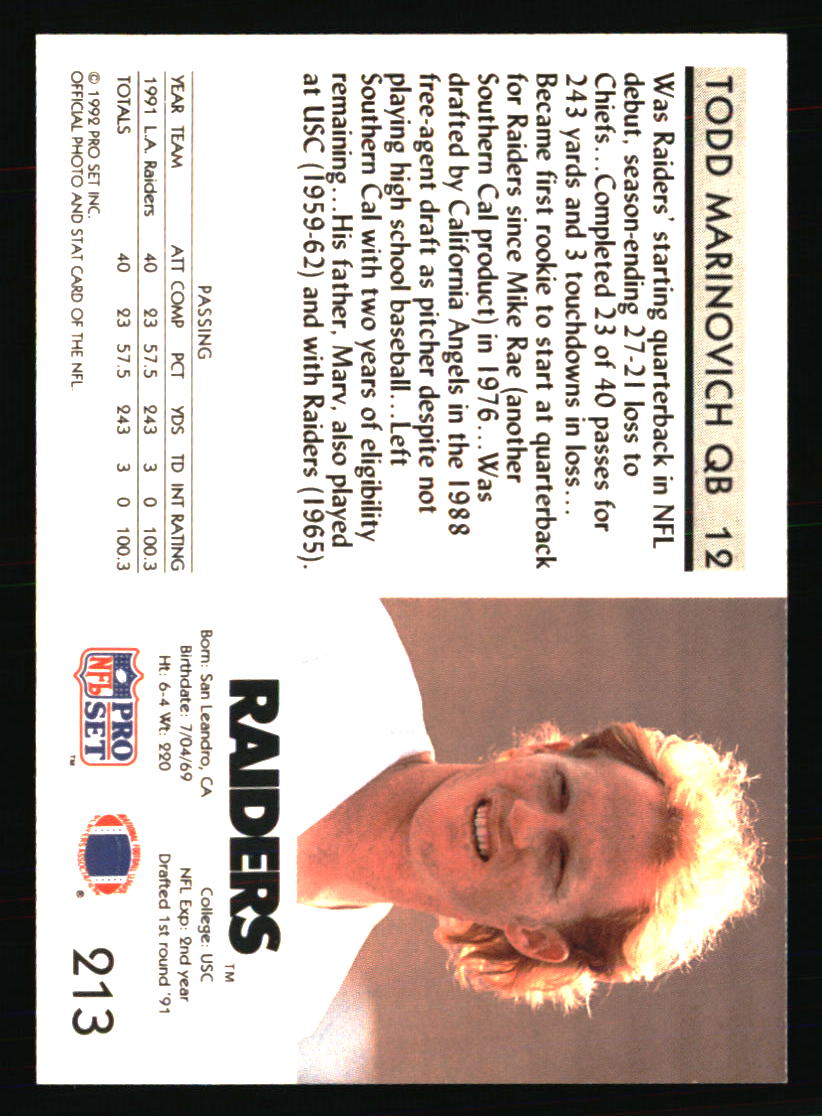 TODD MARINOVICH QB 12
Was Raiders' starting quarterback in NFL
debut, season-ending 27-21 loss to
Chiefs...Completed 23 of 40 passes for
243 yards and 3 touchdowns in loss...
Became first rookie to start at quarterback
for Raiders since Mike Rae (another
Southern Cal product) in 1976...Was
drafted by California Angels in the 1988
free-agent draft as pitcher despite not
playing high school baseball...Left
Southern Cal with two years of eligibility
remaining...His father, Marv, also played
at USC (1959-62) and with Raiders (1965).
PASSING
YEAR TEAM ATT COMP PCT YDS TD INT RATING
1991 L.A. Raiders 40 23 57.5 243 3 0 100.3
TOTALS 40 23 57.5 243 3 0 100.3
© 1992 PRO SET INC.
OFFICIAL PHOTO AND STAT CARD OF THE NFL
RAIDERS™
Born: San Leandro, CA College: USC
Birthdate: 7/04/69 NFL Exp: 2nd year
Ht: 6-4 Wt: 220 Drafted 1st round '91
NFL PRO SET ™
NATIONAL FOOTBALL LEAGUE
PLAYERS ASSOCIATION ®
213